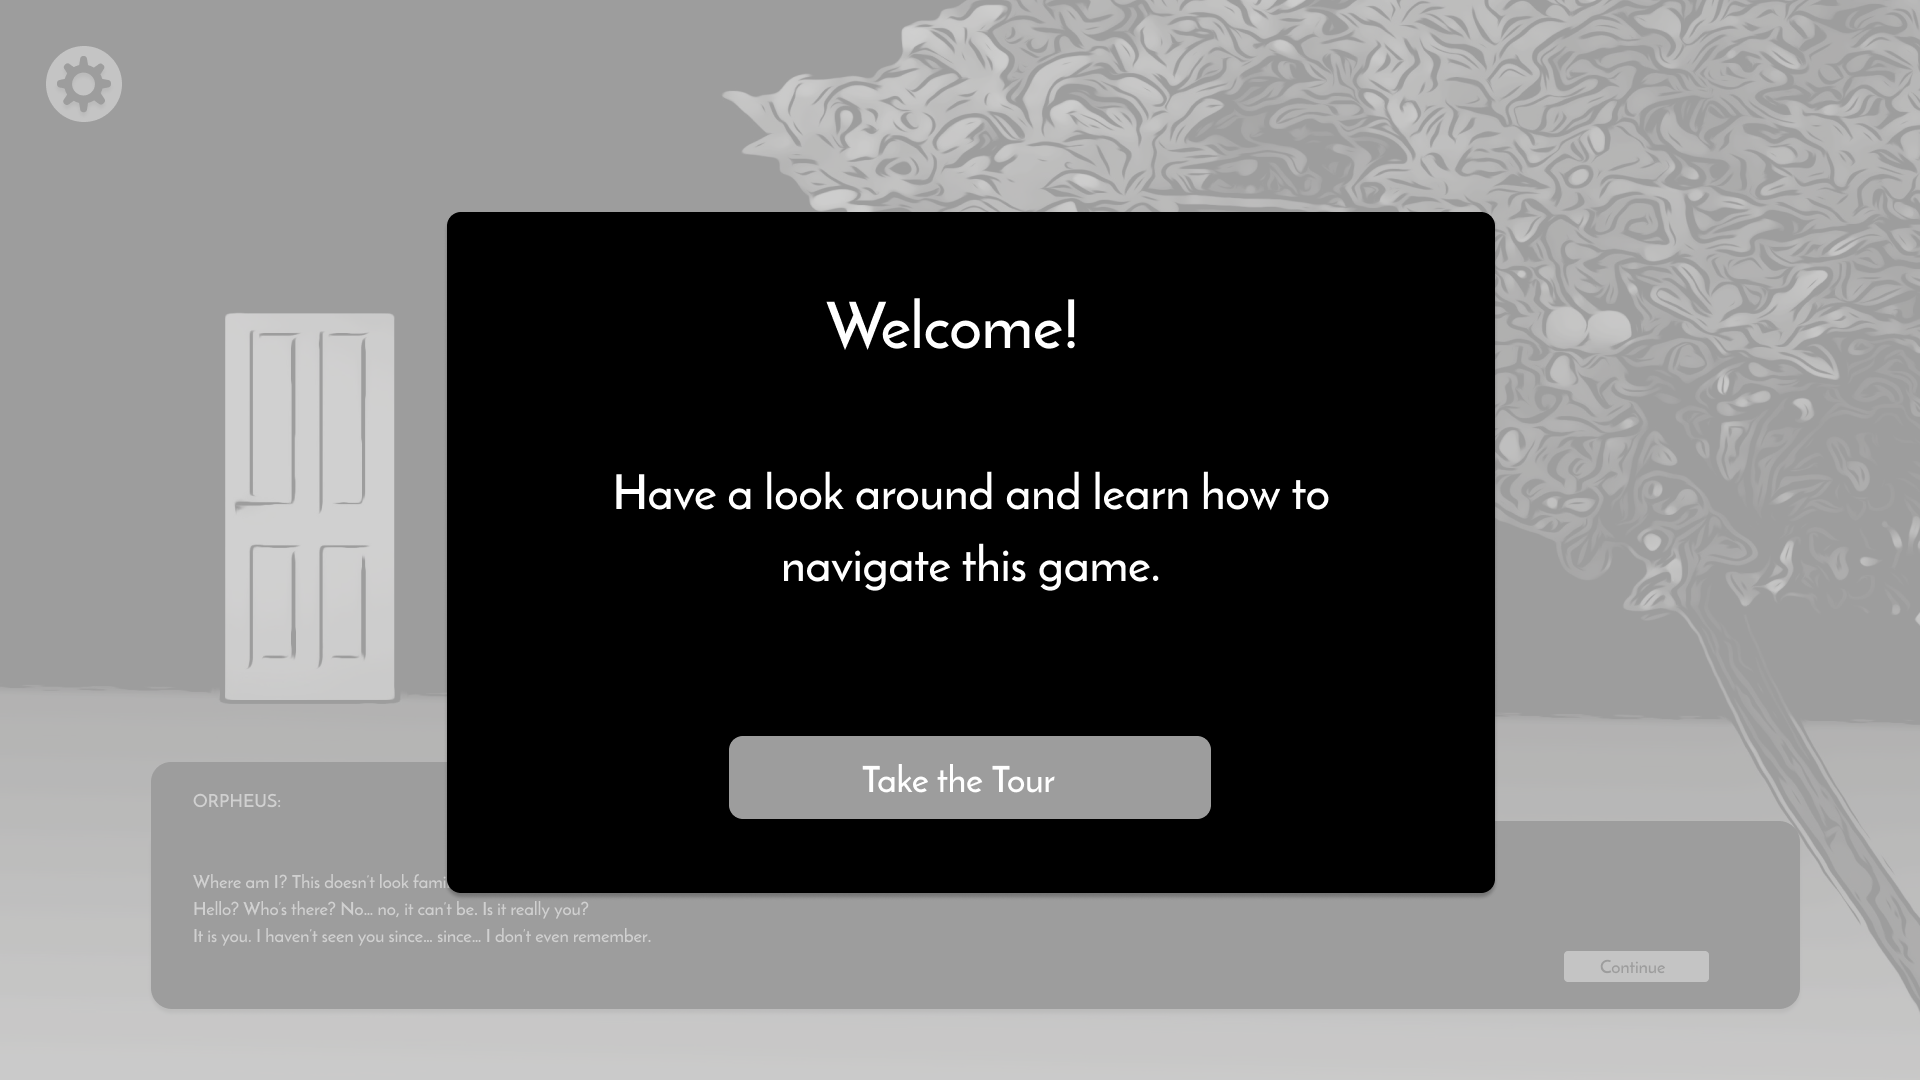 Welcome!
Have a look around and learn how to
navigate this game.
Take the Tour
ORPHEUS:
Where am I? This doesn't look
Hello? Who's there? No... no, it can't be. Is it really you?
It is you. I haven't seen you since... since... I don't even remember.
Continue